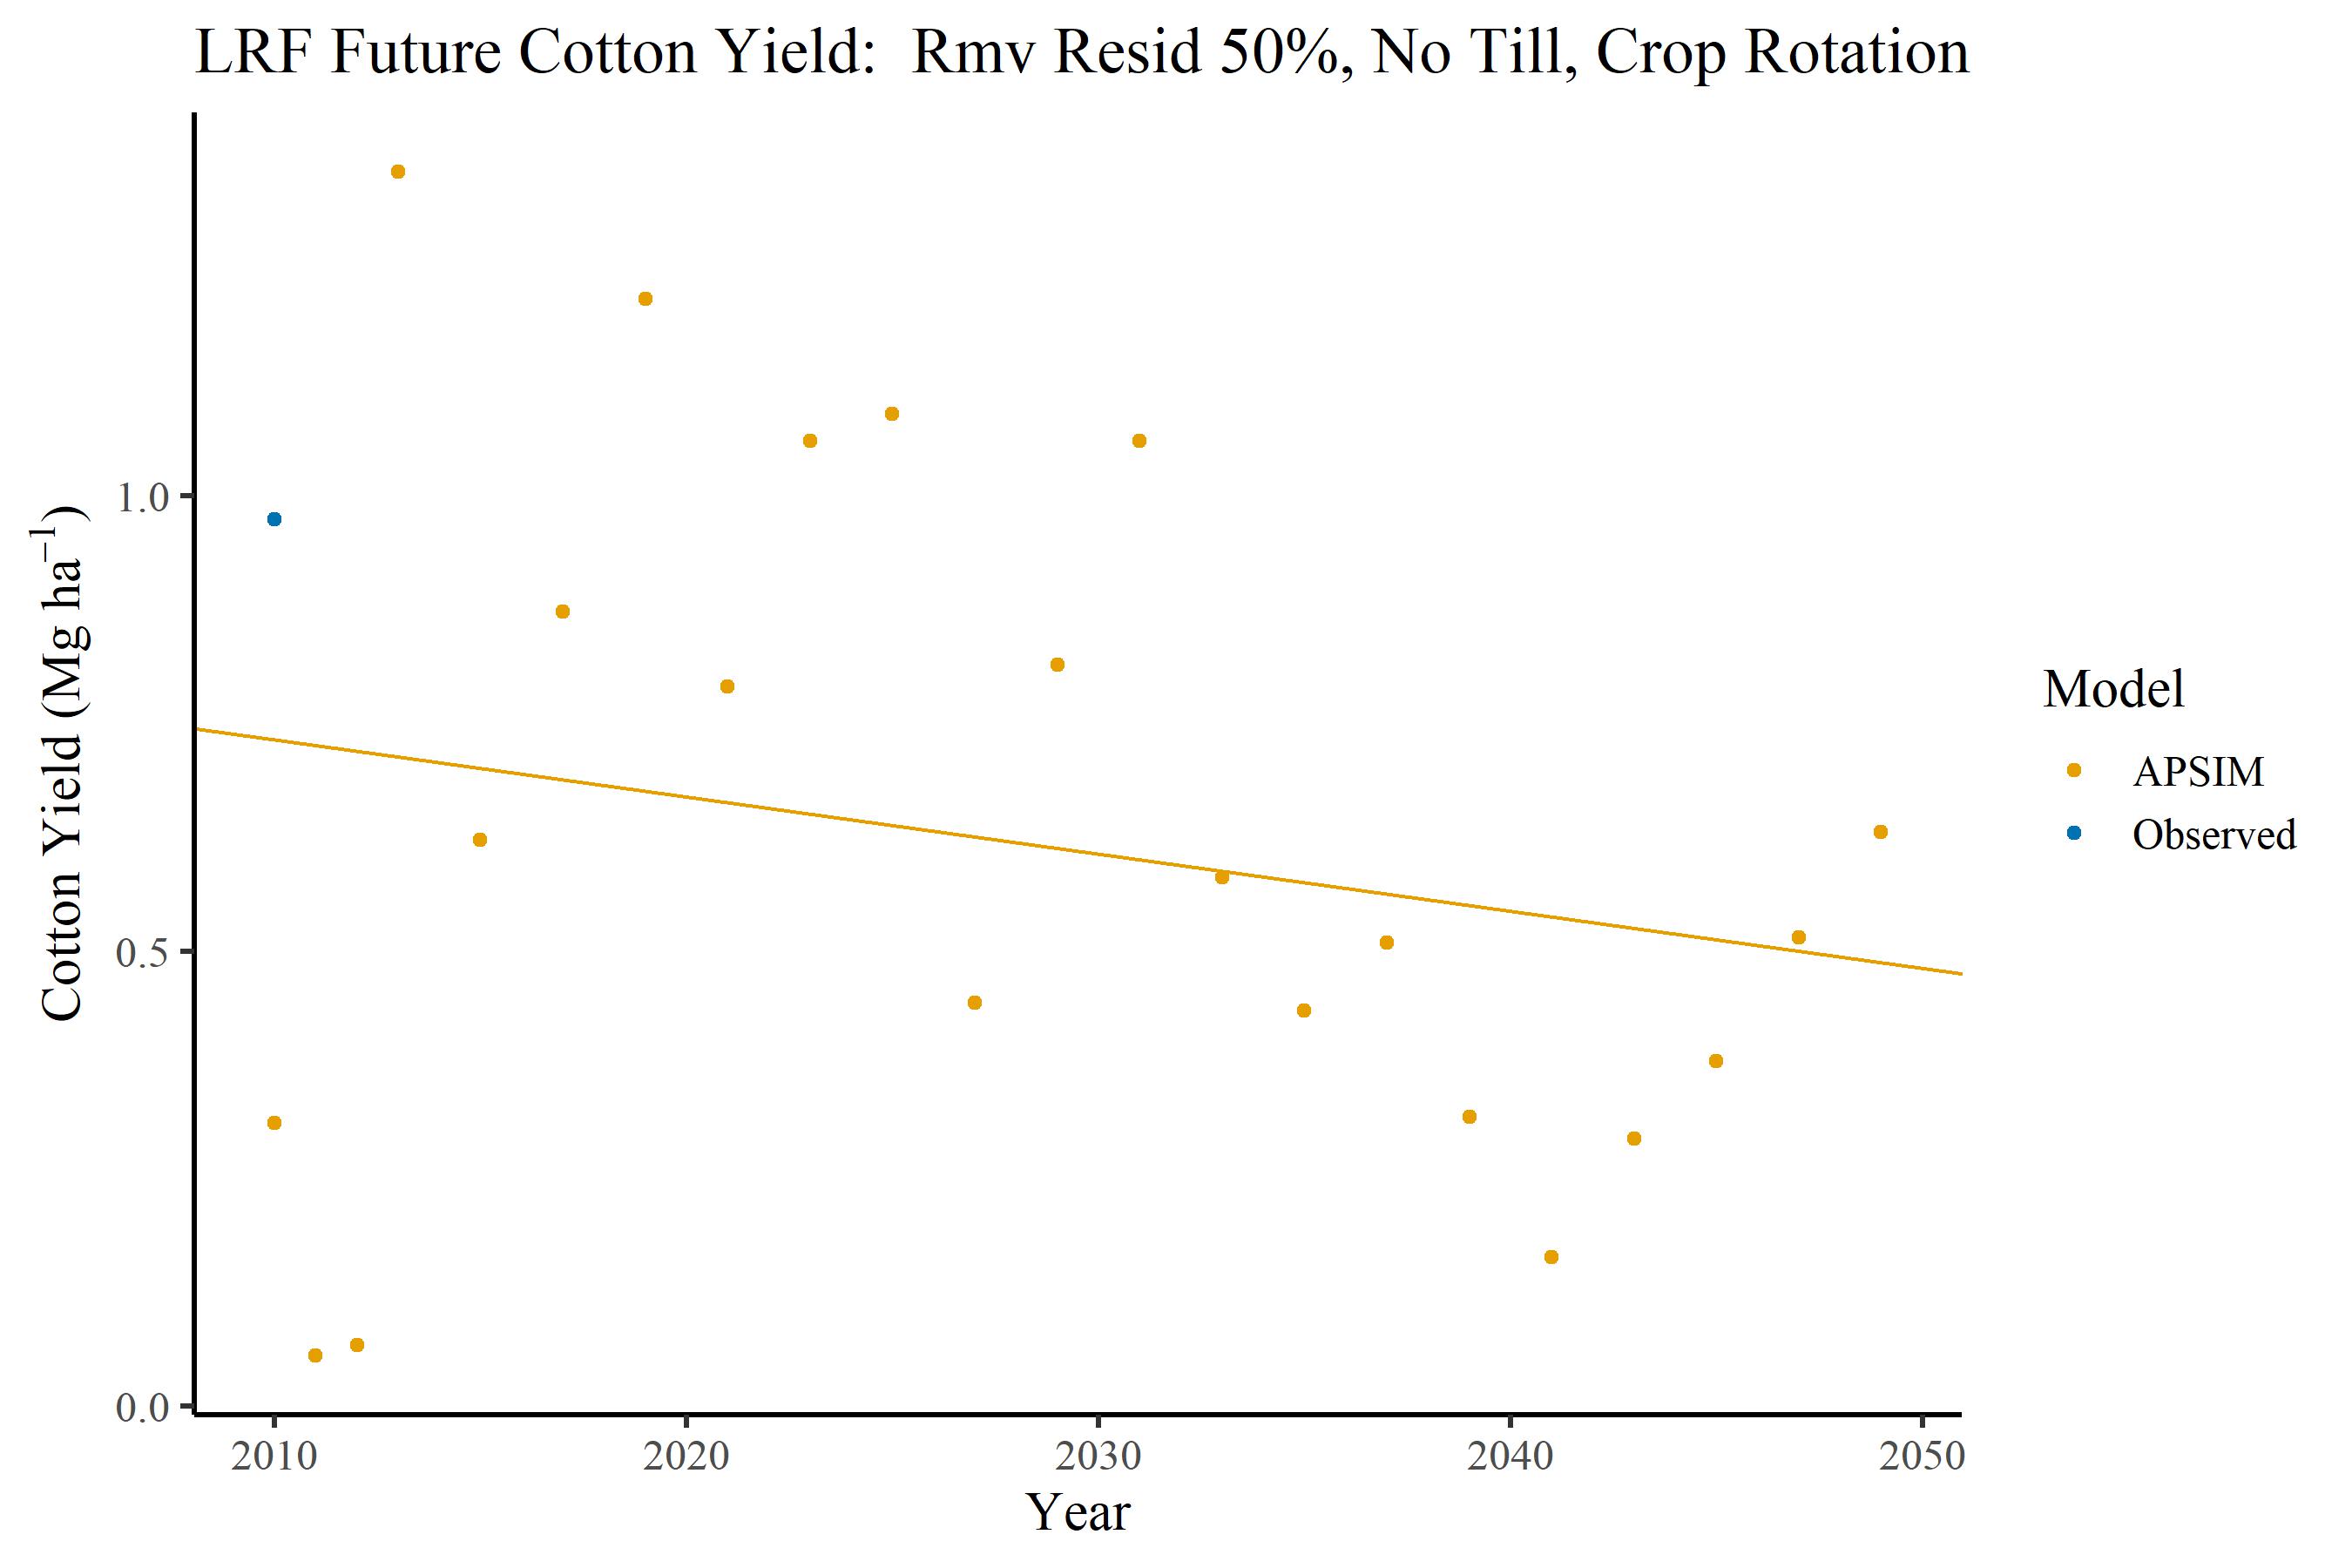 LRF Future Cotton Yield:  Rmv Resid 50%, No Till, Crop Rotation
Cotton Yield (Mg ha⁻¹)
1.0
0.5
0.0
2010 2020 2030 2040 2050
Year
Model
APSIM
Observed